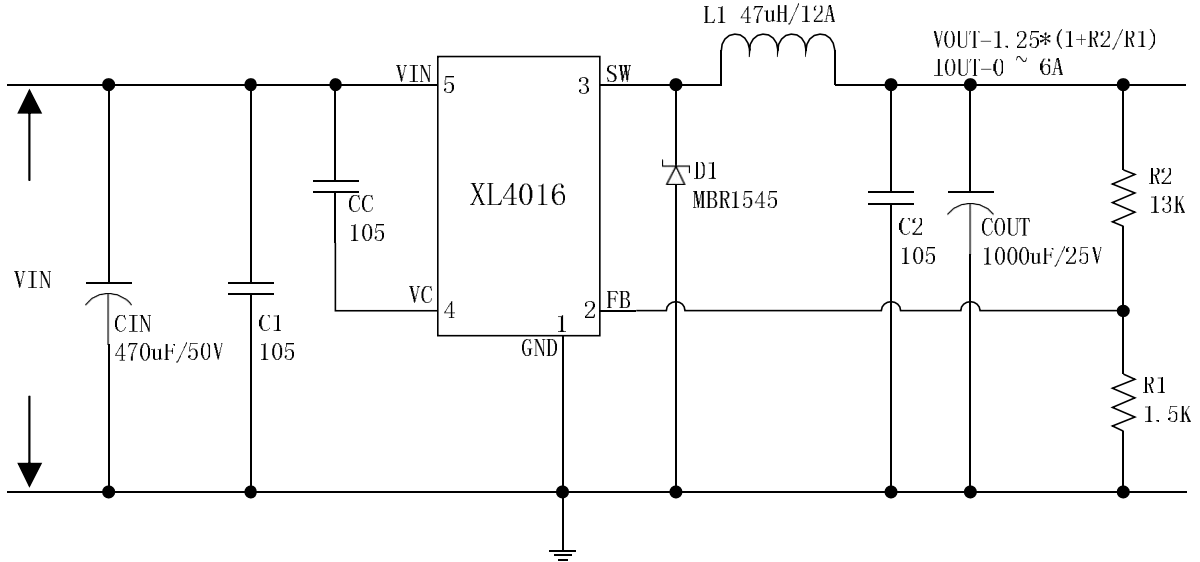 L1 47uH/12A
VOUT-1.25*(1+R2/R1)
IOUT-0 ~ 6A
VIN
5
3
SW
XL4016
D1
MBR1545
R2
13K
CC
105
C2
105
COUT
1000uF/25V
VIN
VC
4
2
FB
1
GND
CIN
470uF/50V
C1
105
R1
1.5K